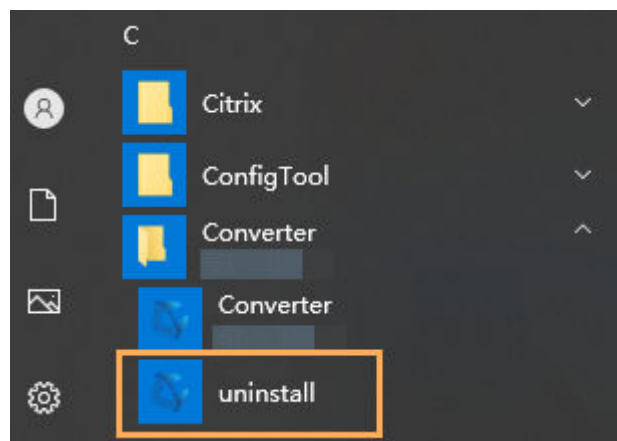 C
Citrix
ConfigTool
Converter
Converter
uninstall